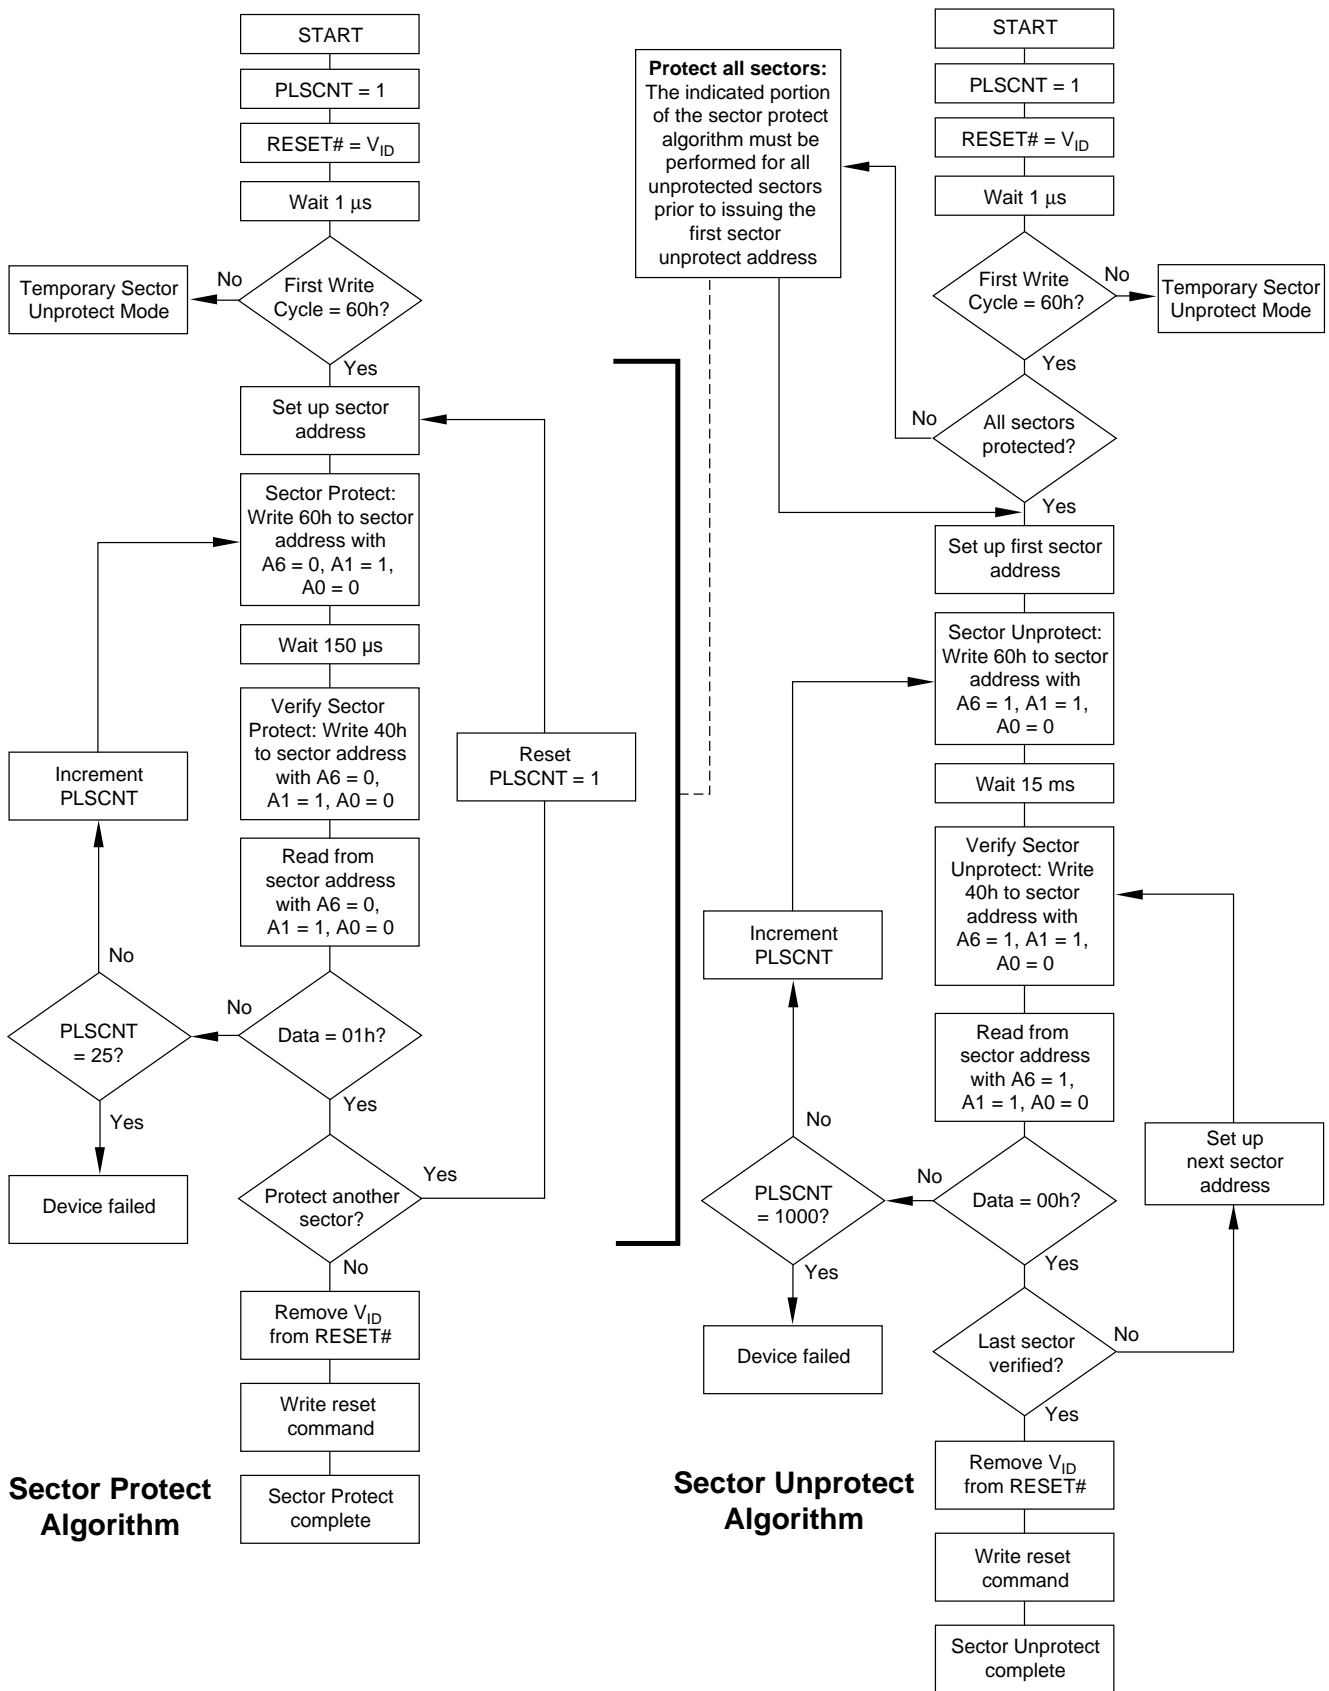 START
PLSCNT = 1
RESET# = VID
Wait 1 μs
No
First Write
Cycle = 60h?
Temporary Sector
Unprotect Mode
Yes
Set up sector
address
Sector Protect:
Write 60h to sector
address with
A6 = 0, A1 = 1,
A0 = 0
Wait 150 μs
Verify Sector
Protect: Write 40h
to sector address
with A6 = 0,
A1 = 1, A0 = 0
Increment
PLSCNT
Reset
PLSCNT = 1
Read from
sector address
with A6 = 0,
A1 = 1, A0 = 0
No
No
PLSCNT
= 25?
Data = 01h?
Yes
Yes
Device failed
Protect another
sector?
Yes
No
Remove VID
from RESET#
Write reset
command
Sector Protect
complete
Sector Protect
Algorithm
Protect all sectors:
The indicated portion
of the sector protect
algorithm must be
performed for all
unprotected sectors
prior to issuing the
first sector
unprotect address
START
PLSCNT = 1
RESET# = VID
Wait 1 μs
First Write
Cycle = 60h?
No
Temporary Sector
Unprotect Mode
Yes
No
All sectors
protected?
Yes
Set up first sector
address
Sector Unprotect:
Write 60h to sector
address with
A6 = 1, A1 = 1,
A0 = 0
Wait 15 ms
Verify Sector
Unprotect: Write
40h to sector
address with
A6 = 1, A1 = 1,
A0 = 0
Increment
PLSCNT
Read from
sector address
with A6 = 1,
A1 = 1, A0 = 0
No
Set up
next sector
address
No
PLSCNT
= 1000?
Data = 00h?
Yes
Yes
Device failed
Last sector
verified?
No
Yes
Remove VID
from RESET#
Write reset
command
Sector Unprotect
complete
Sector Unprotect
Algorithm